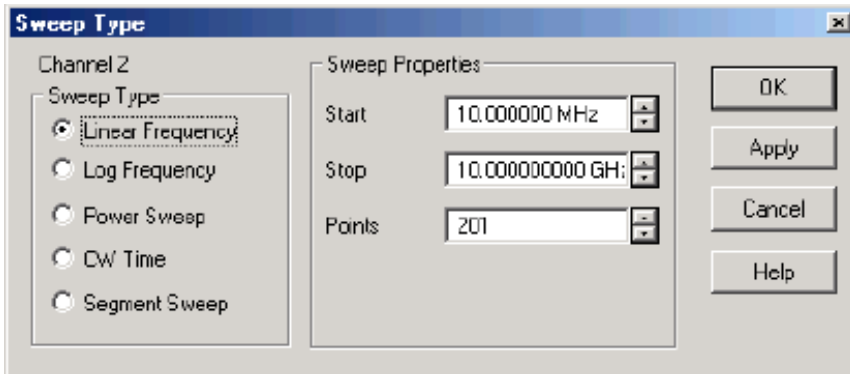 Sweep Type
Channel 2
Sweep Type
Linear Frequency
Log Frequency
Power Sweep
CW Time
Segment Sweep
Sweep Properties
Start 10.000000 MHz
Stop 10.000000000 GHz
Points 201
OK
Apply
Cancel
Help